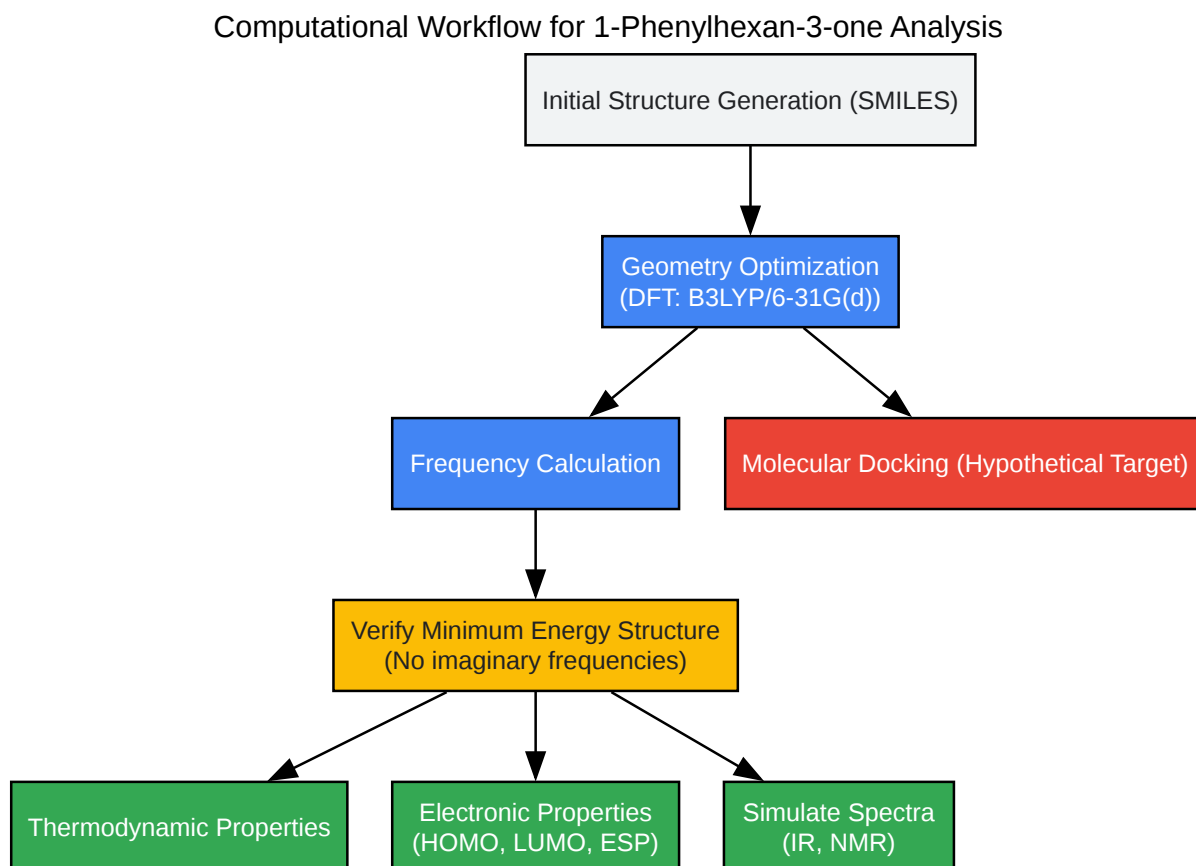 Computational Workflow for 1-Phenylhexan-3-one Analysis
Initial Structure Generation (SMILES)
Geometry Optimization
(DFT: B3LYP/6-31G(d))
Frequency Calculation
Molecular Docking (Hypothetical Target)
Verify Minimum Energy Structure
(No imaginary frequencies)
Thermodynamic Properties
Electronic Properties
(HOMO, LUMO, ESP)
Simulate Spectra
(IR, NMR)